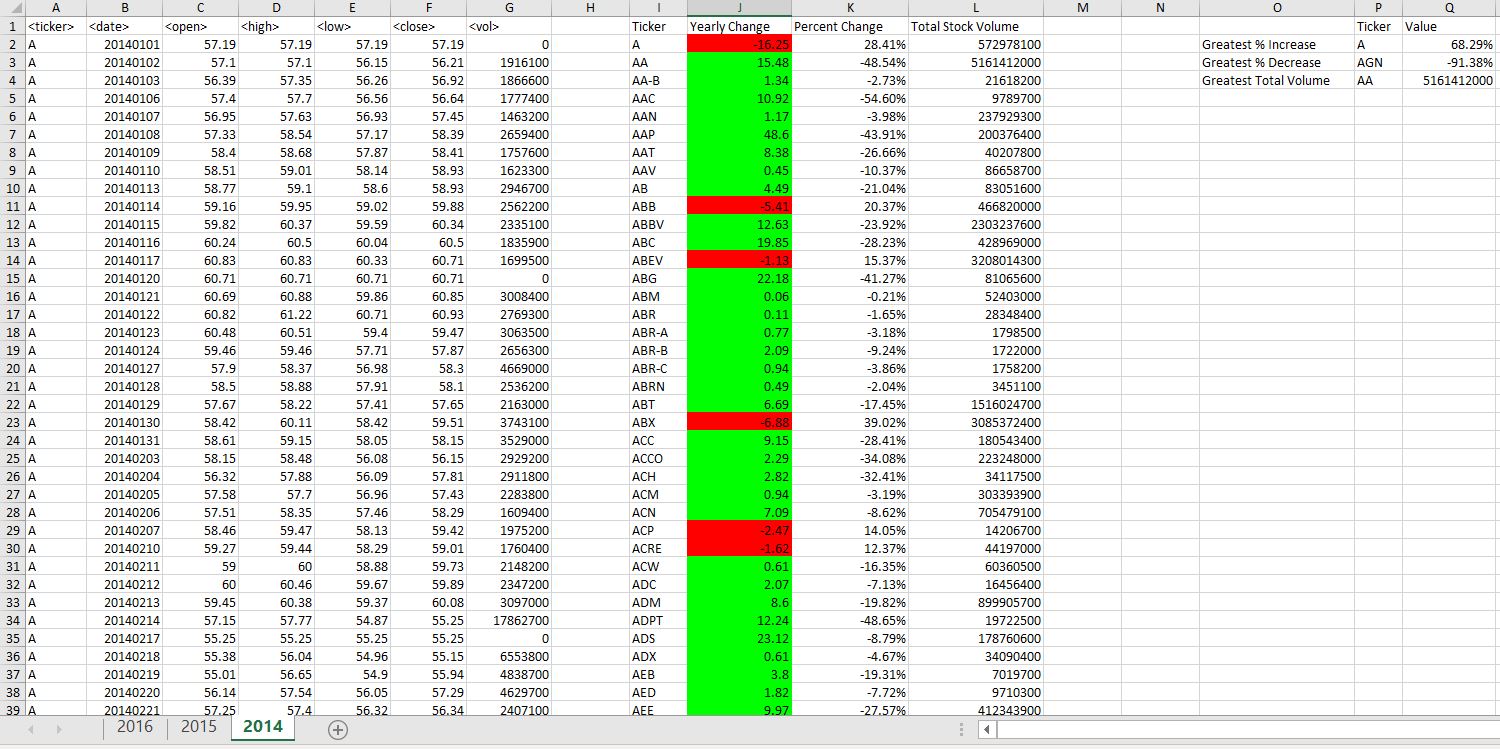 A B C D E F G H I J K L M N O P Q
1 <ticker> <date> <open> <high> <low> <close> <vol> Ticker Yearly Change Percent Change Total Stock Volume Ticker Value
2 A 20140101 57.19 57.19 57.19 57.19 0 A -16.25 28.41% 572978100 Greatest % Increase A 68.29%
3 A 20140102 57.1 57.1 56.15 56.21 1916100 AA 15.48 -48.54% 5161412000 Greatest % Decrease AGN -91.38%
4 A 20140103 56.39 57.35 56.26 56.92 1866600 AA-B 1.34 -2.73% 21618200 Greatest Total Volume AA 5161412000
5 A 20140106 57.4 57.7 56.56 56.64 1777400 AAC 10.92 -54.60% 9789700
6 A 20140107 56.95 57.63 56.93 57.45 1463200 AAN 1.17 -3.98% 237929300
7 A 20140108 57.33 58.54 57.17 58.39 2659400 AAP 48.6 -43.91% 200376400
8 A 20140109 58.4 58.68 57.87 58.41 1757600 AAT 8.38 -26.66% 40207800
9 A 20140110 58.51 59.01 58.14 58.93 1623300 AAV 0.45 -10.37% 86658700
10 A 20140113 58.77 59.1 58.6 58.93 2946700 AB 4.49 -21.04% 83051600
11 A 20140114 59.16 59.95 59.02 59.88 2562200 ABB -5.41 20.37% 466820000
12 A 20140115 59.82 60.37 59.59 60.34 2335100 ABBV 12.63 -23.92% 2303237600
13 A 20140116 60.24 60.5 60.04 60.5 1835900 ABC 19.85 -28.23% 428969000
14 A 20140117 60.83 60.83 60.33 60.71 1699500 ABEV -1.13 15.37% 3208014300
15 A 20140120 60.71 60.71 60.71 60.71 0 ABG 22.18 -41.27% 81065600
16 A 20140121 60.69 60.88 59.86 60.85 3008400 ABM 0.06 -0.21% 52403000
17 A 20140122 60.82 61.22 60.71 60.93 2769300 ABR 0.11 -1.65% 28348400
18 A 20140123 60.48 60.51 59.4 59.47 3063500 ABR-A 0.77 -3.18% 1798500
19 A 20140124 59.46 59.46 57.71 57.87 2656300 ABR-B 2.09 -9.24% 1722000
20 A 20140127 57.9 58.37 56.98 58.3 4669000 ABR-C 0.94 -3.86% 1758200
21 A 20140128 58.5 58.88 57.91 58.1 2536200 ABRN 0.49 -2.04% 3451100
22 A 20140129 57.67 58.22 57.41 57.65 2163000 ABT 6.69 -17.45% 1516024700
23 A 20140130 58.42 60.11 58.42 59.51 3743100 ABX -6.88 39.02% 3085372400
24 A 20140131 58.61 59.15 58.05 58.15 3529000 ACC 9.15 -28.41% 180543400
25 A 20140203 58.15 58.48 56.08 56.15 2929200 ACCO 2.29 -34.08% 223248000
26 A 20140204 56.32 57.88 56.09 57.81 2911800 ACH 2.82 -32.41% 34117500
27 A 20140205 57.58 57.7 56.96 57.43 2283800 ACM 0.94 -3.19% 303393900
28 A 20140206 57.51 58.35 57.46 58.29 1609400 ACN 7.09 -8.62% 705479100
29 A 20140207 58.46 59.47 58.13 59.42 1975200 ACP -2.47 14.05% 14206700
30 A 20140210 59.27 59.44 58.29 59.01 1760400 ACRE -1.62 12.37% 44197000
31 A 20140211 59 60 58.88 59.73 2148200 ACW 0.61 -16.35% 60360500
32 A 20140212 60 60.46 59.67 59.89 2347200 ADC 2.07 -7.13% 16456400
33 A 20140213 59.45 60.38 59.37 60.08 3097000 ADM 8.6 -19.82% 899905700
34 A 20140214 57.15 57.77 54.87 55.25 17862700 ADPT 12.24 -48.65% 19722500
35 A 20140217 55.25 55.25 55.25 55.25 0 ADS 23.12 -8.79% 178760600
36 A 20140218 55.38 56.04 54.96 55.15 6553800 ADX 0.61 -4.67% 34090400
37 A 20140219 55.01 56.65 54.9 55.94 4838700 AEB 3.8 -19.31% 7019700
38 A 20140220 56.14 57.54 56.05 57.29 4629700 AED 1.82 -7.72% 9710300
39 A 20140221 57.25 57.4 56.32 56.34 2407100 AEE 9.97 -27.57% 412343900
2016 2015 2014